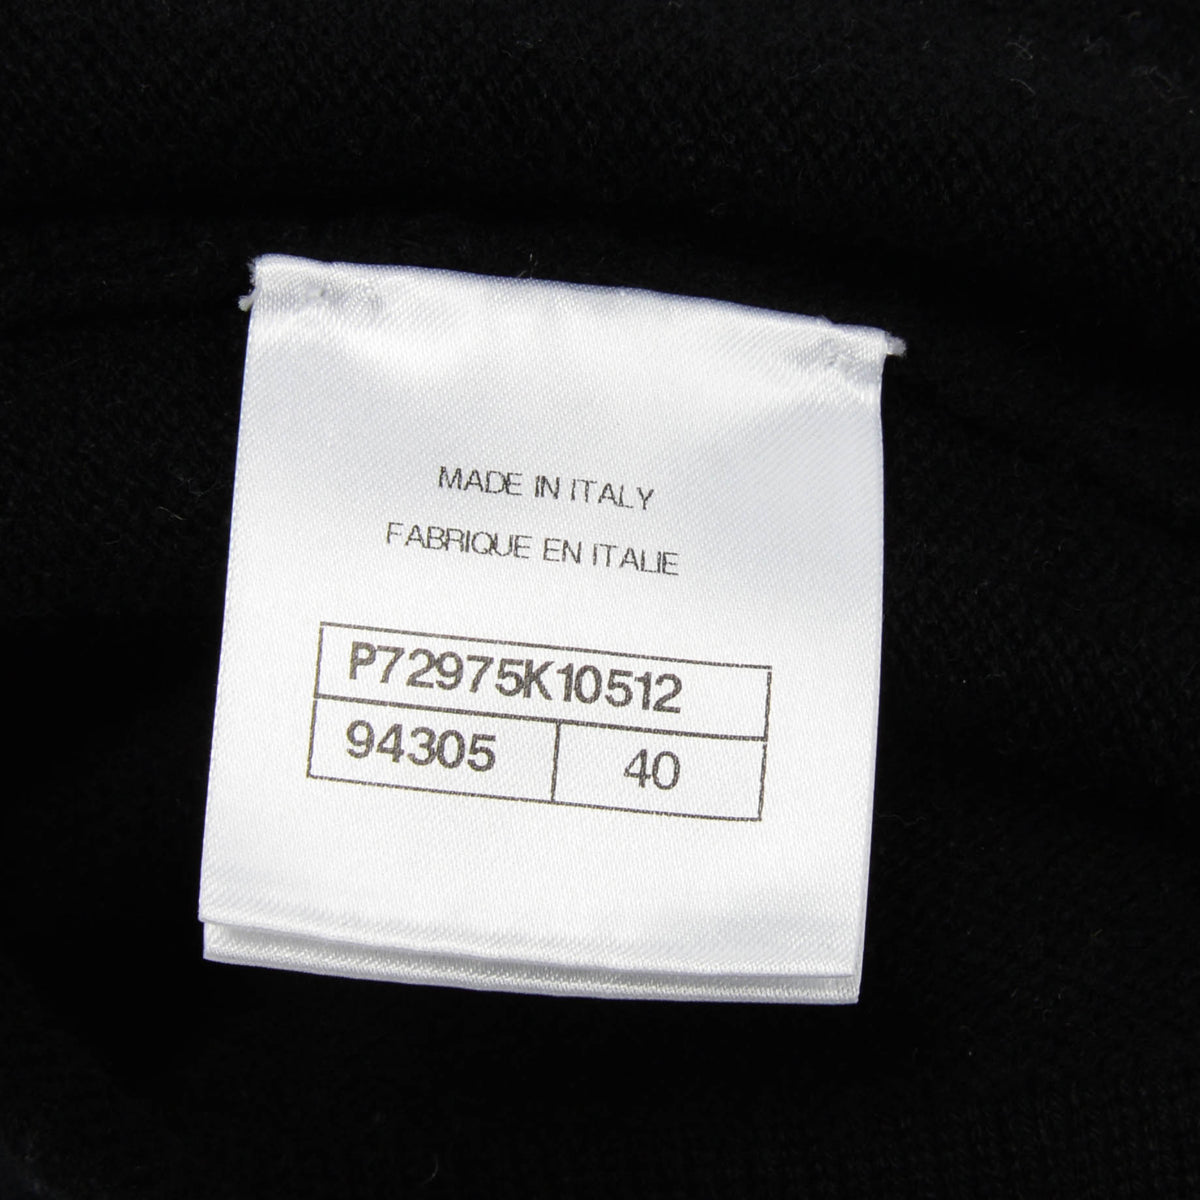 MADE IN ITALY
FABRIQUE EN ITALIE
P72975K10512
94305 40